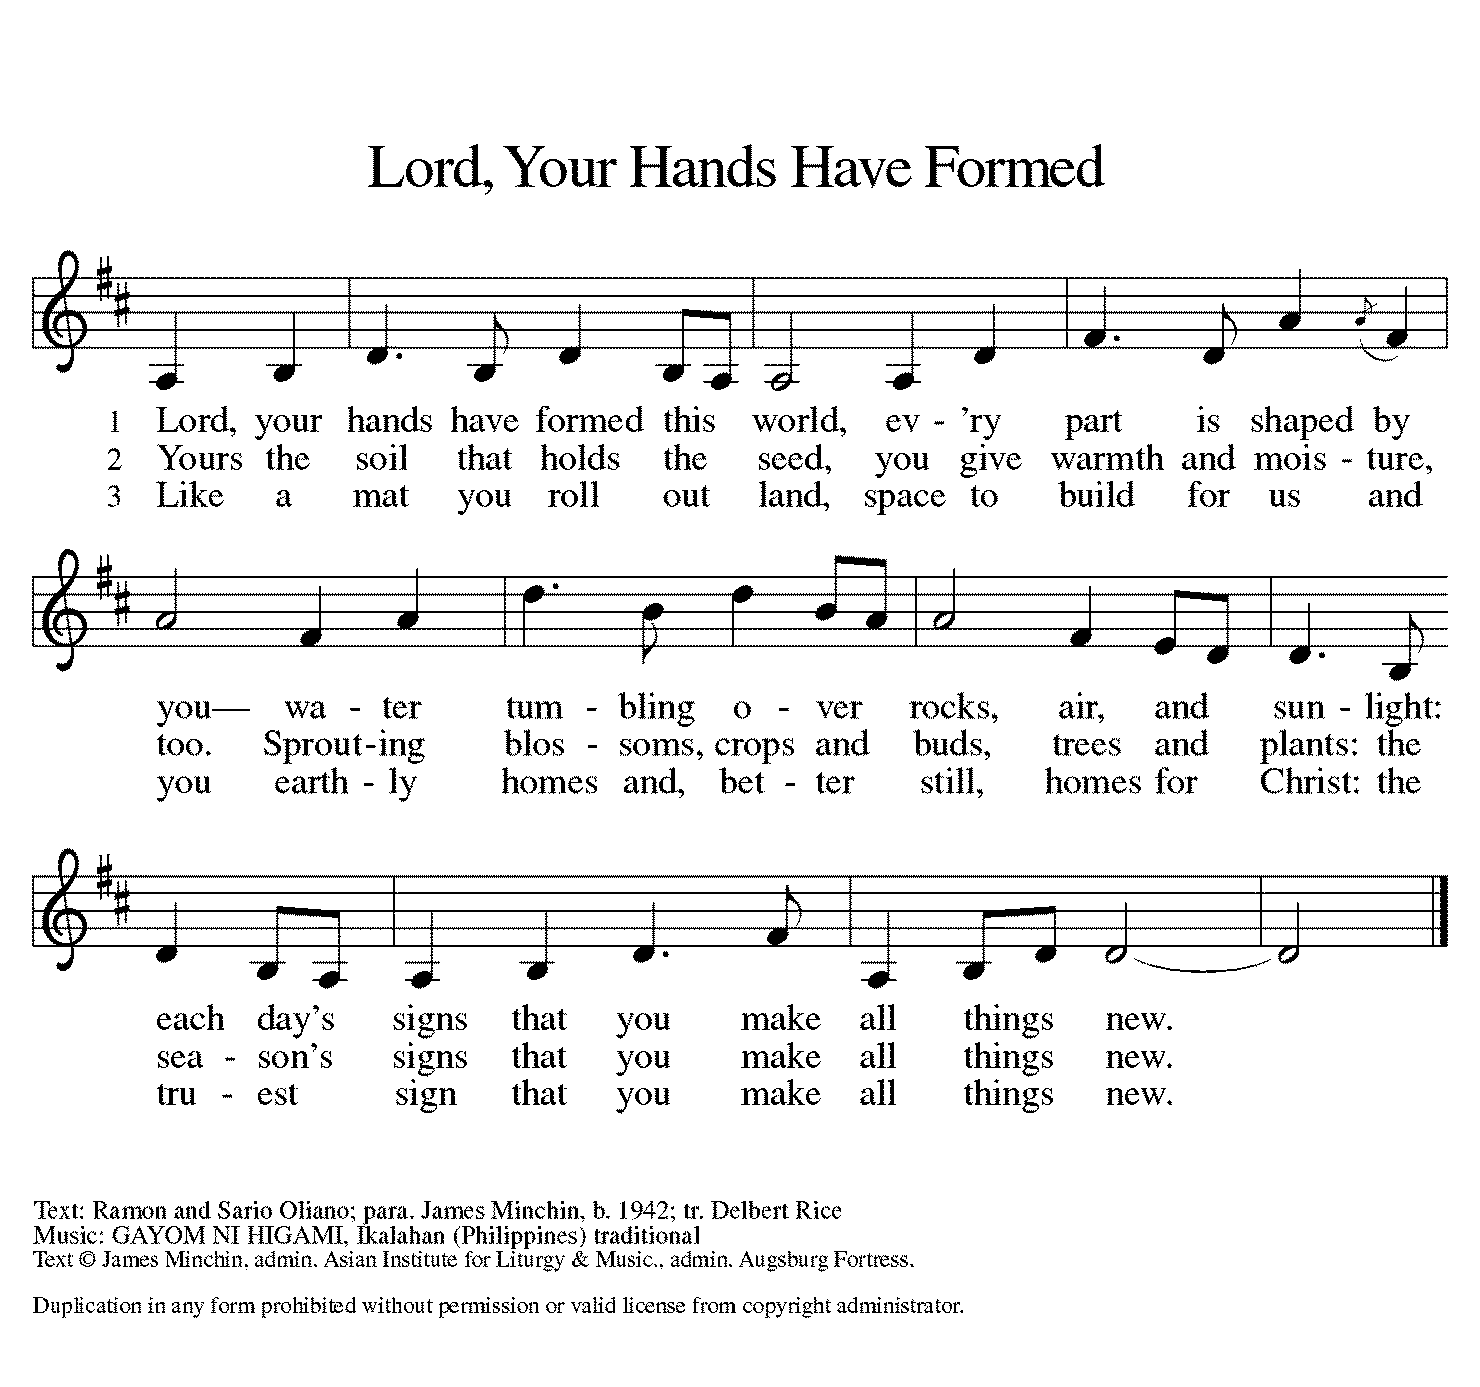 Lord, Your Hands Have Formed
1 Lord, your hands have formed this world, ev - 'ry part is shaped by
2 Yours the soil that holds the seed, you give warmth and mois - ture,
3 Like a mat you roll out land, space to build for us and
you— wa - ter tum - bling o - ver rocks, air, and sun - light:
too. Sprout-ing blos - soms, crops and buds, trees and plants: the
you earth - ly homes and, bet - ter still, homes for Christ: the
each day's signs that you make all things new.
sea - son's signs that you make all things new.
tru - est sign that you make all things new.
Text: Ramon and Sario Oliano; para. James Minchin, b. 1942; tr. Delbert Rice
Music: GAYOM NI HIGAMI, Ikalahan (Philippines) traditional
Text © James Minchin, admin. Asian Institute for Liturgy & Music., admin. Augsburg Fortress.
Duplication in any form prohibited without permission or valid license from copyright administrator.